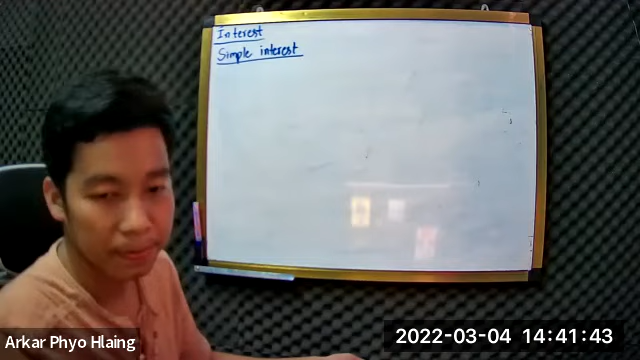 Interest
Simple interest
Arkar Phyo Hlaing
2022-03-04 14:41:43